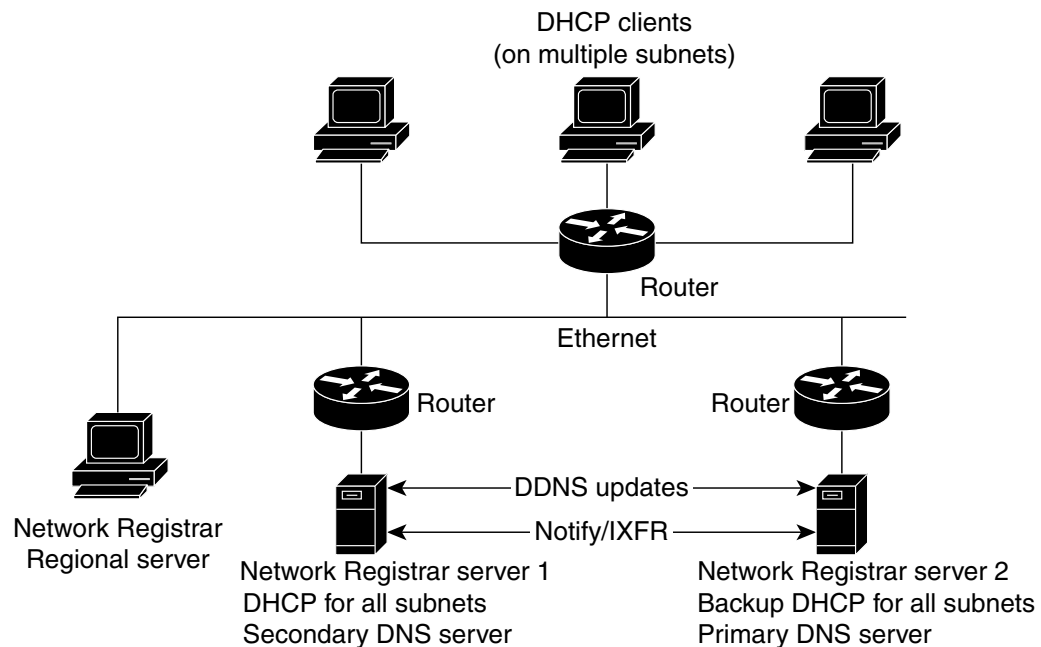 DHCP clients
(on multiple subnets)
Router
Ethernet
Router
Router
DDNS updates
Notify/IXFR
Network Registrar
Regional server
Network Registrar server 1
DHCP for all subnets
Secondary DNS server
Network Registrar server 2
Backup DHCP for all subnets
Primary DNS server